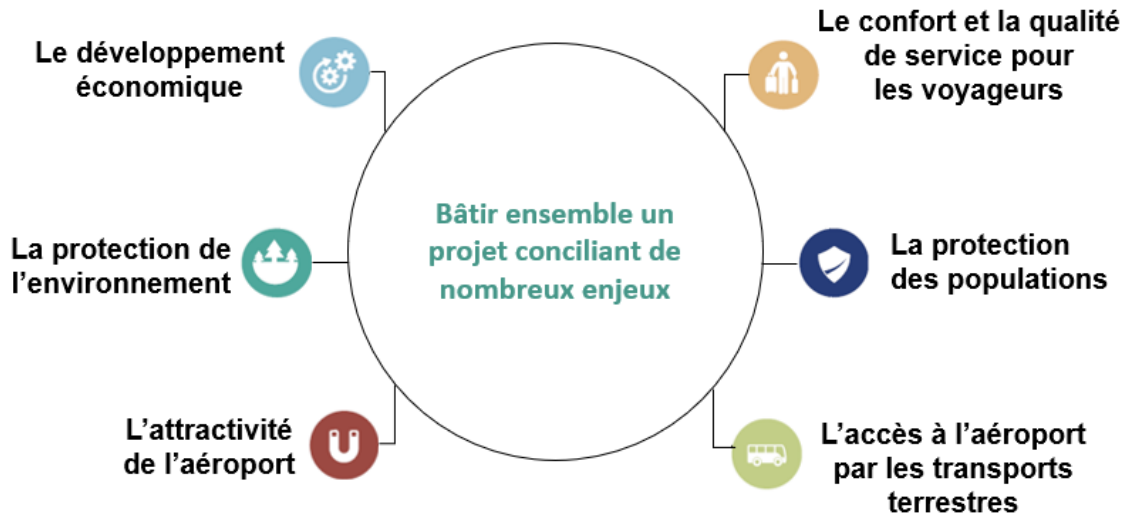 Le développement
économique
Le confort et la qualité
de service pour
les voyageurs
Bâtir ensemble un
projet conciliant de
nombreux enjeux
La protection de
l’environnement
La protection
des populations
L’attractivité
de l’aéroport
L’accès à l’aéroport
par les transports
terrestres